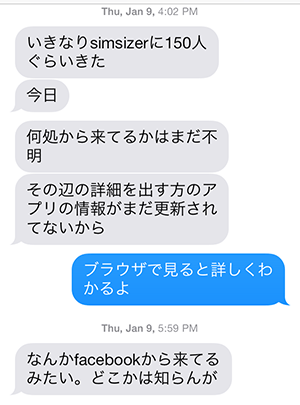 Thu, Jan 9, 4:02 PM
いきなりsimsizerに150人
ぐらいきた
今日
何処から来てるかはまだ不
明
その辺の詳細を出す方のア
プリの情報がまだ更新され
てないから
ブラウザで見ると詳しくわ
かるよ
Thu, Jan 9, 5:59 PM
なんかfacebookから来てる
みたい。どこかは知らんが